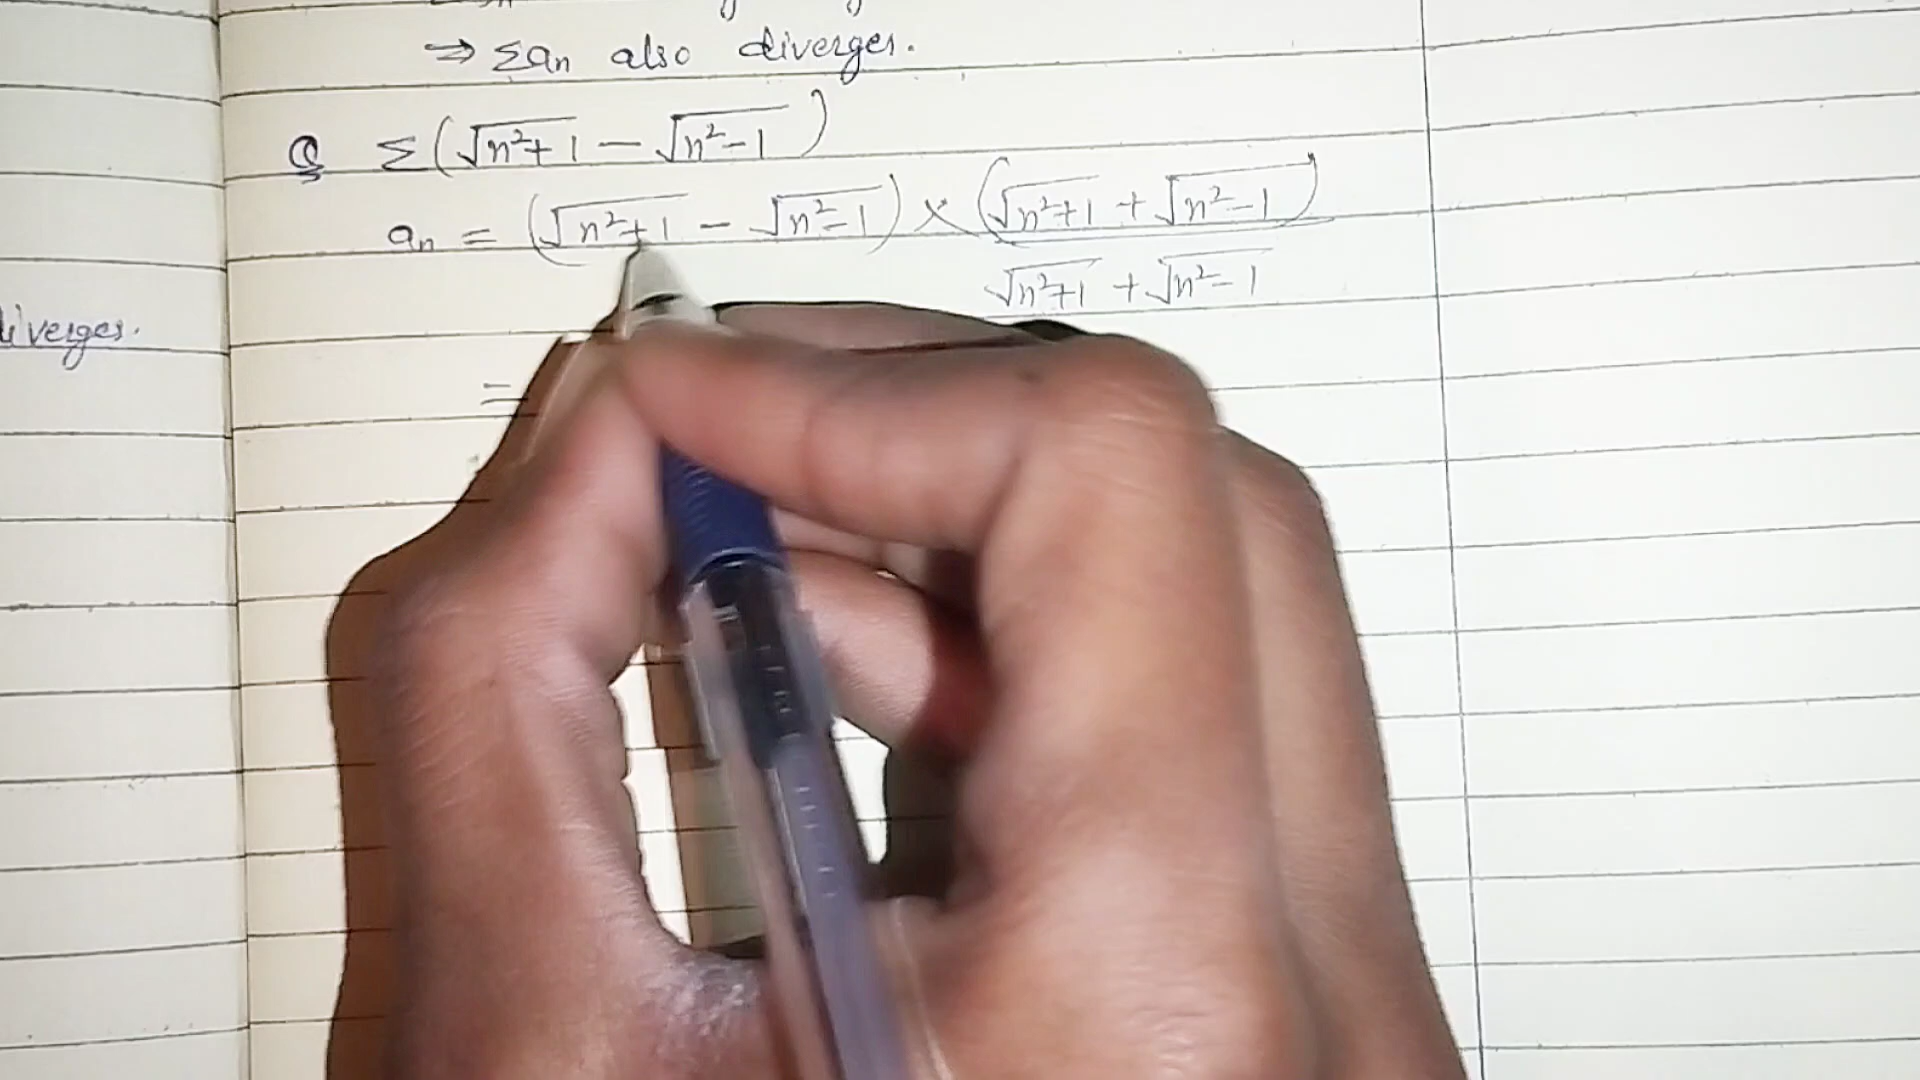 ⇒ Σan also diverges.
Q Σ(√n²+1 − √n²−1)
an = (√n²+1 − √n²−1) × (√n²+1 + √n²−1)
√n²+1 + √n²−1
diverges.
=